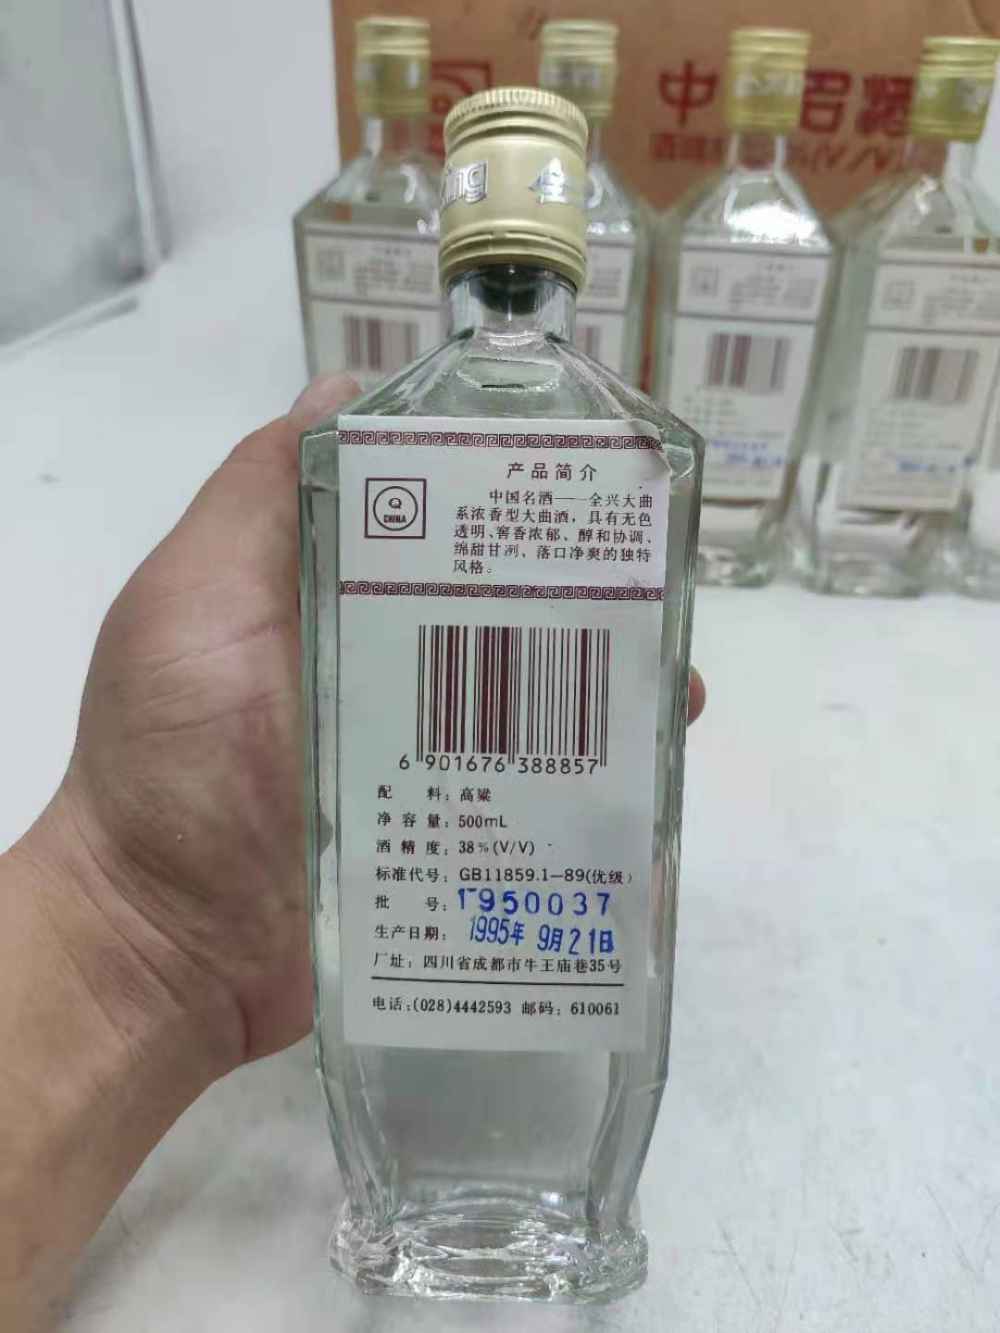 中
xing
产品简介
中国名酒——全兴大曲
系浓香型大曲酒，具有无色
透明、窖香浓郁、醇和协调、
绵甜甘冽、落口净爽的独特
风格。
Q
CHINA
6 901676 388857
配 料：高粱
净 容 量：500mL
酒 精 度：38%(V/V)
标准代号：GB11859.1—89(优级)
批 号：1-950037
生产日期：1995年 9月21日
厂址：四川省成都市牛王庙巷35号
电话:(028)4442593 邮码：610061